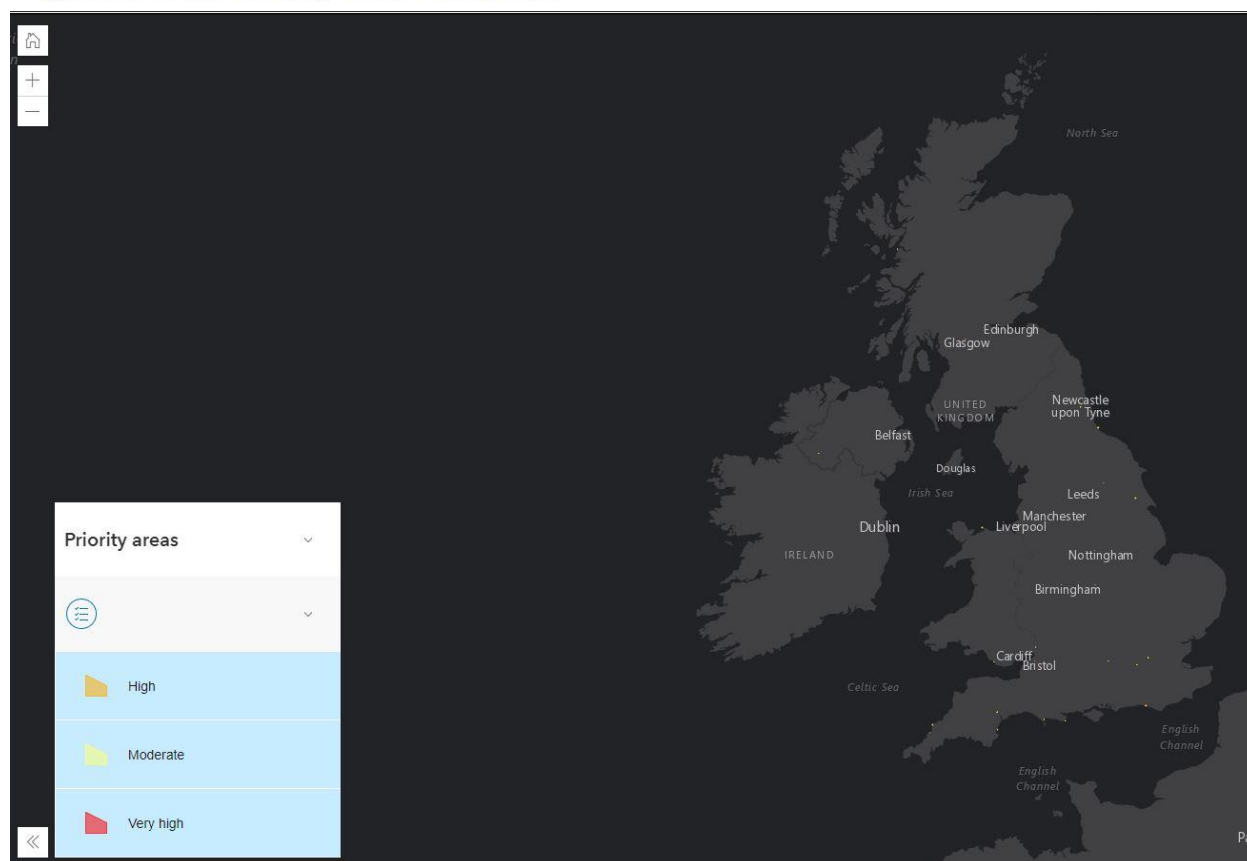 North Sea
Edinburgh
Glasgow
UNITED
KINGDOM
Newcastle
upon Tyne
Belfast
Douglas
Irish Sea
Leeds
Manchester
Liverpool
Dublin
IRELAND
Nottingham
Birmingham
Cardiff
Bristol
Celtic Sea
English
Channel
English
Channel
Priority areas
High
Moderate
Very high